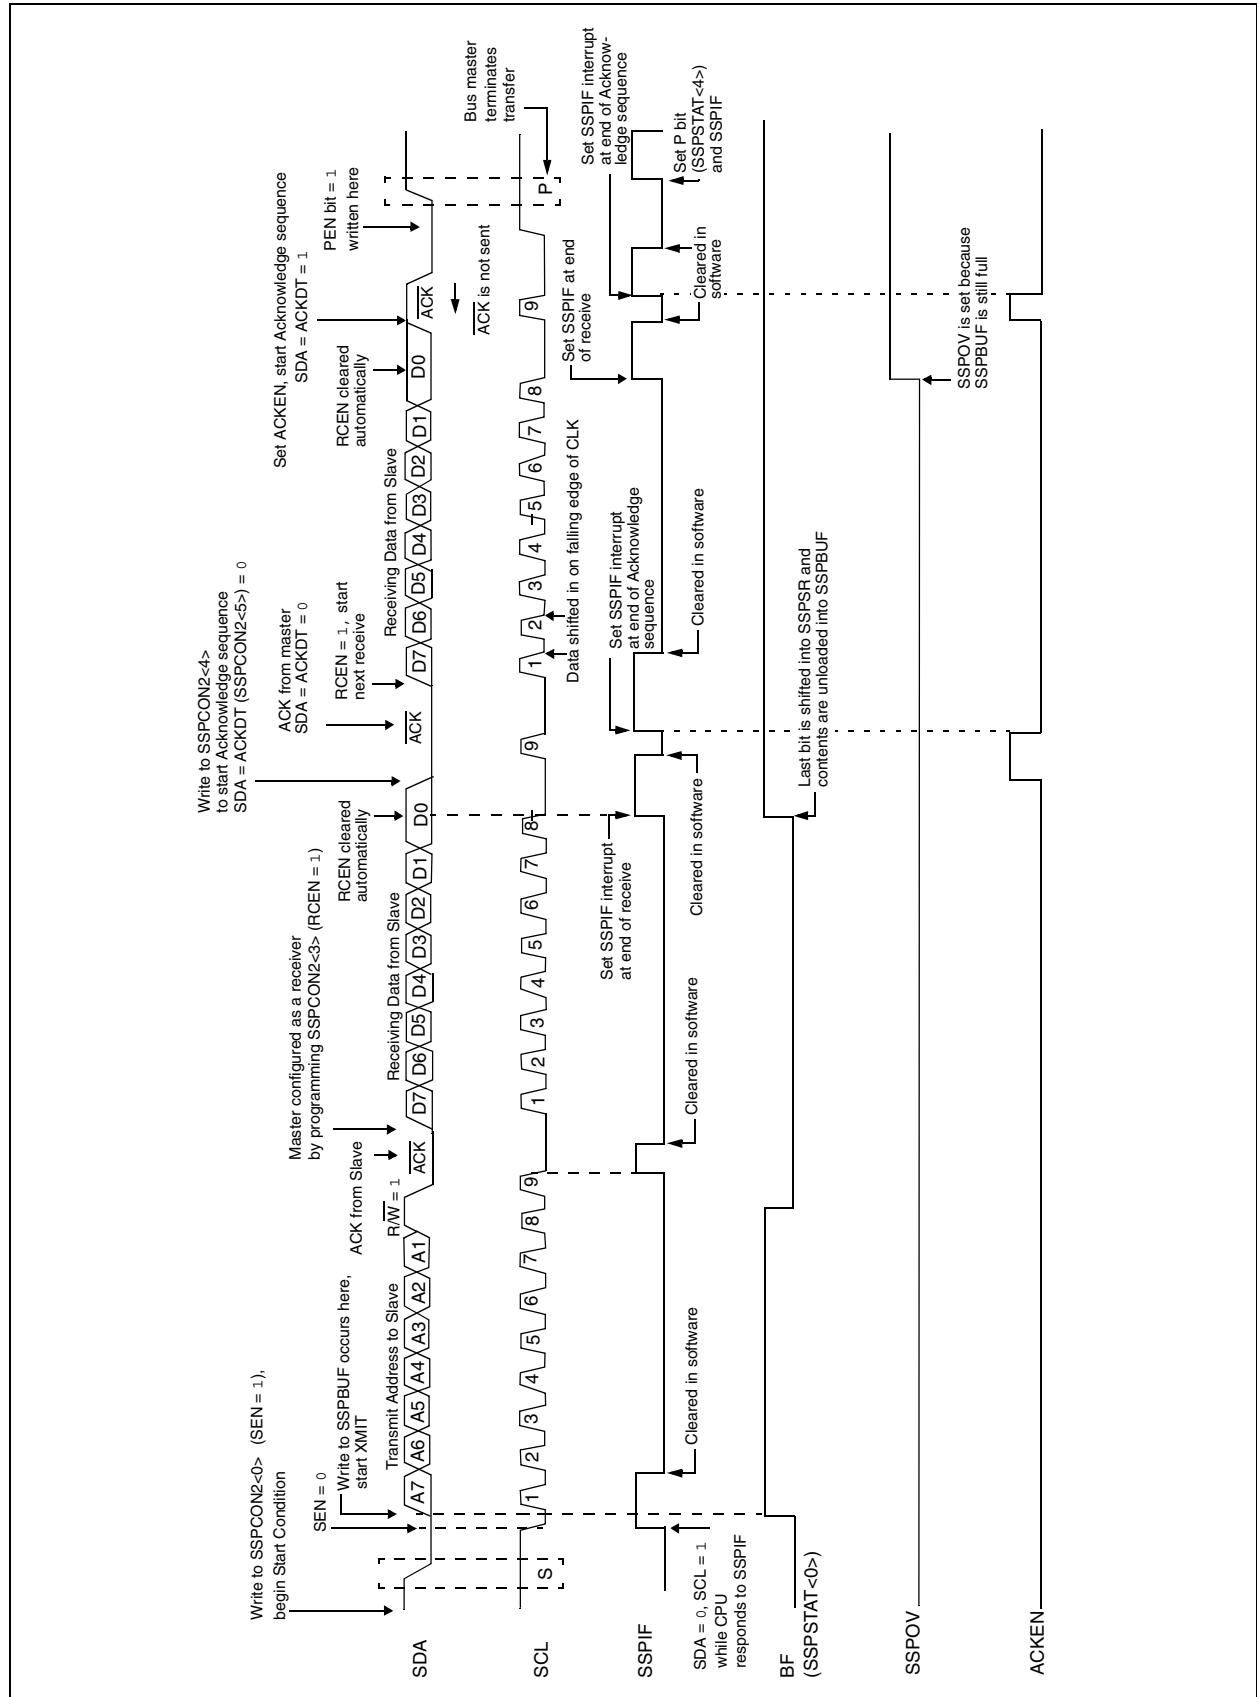 Write to SSPCON2<0> (SEN = 1),
begin Start Condition
SEN = 0
Write to SSPBUF occurs here,
start XMIT
Transmit Address to Slave
ACK from Slave
Master configured as a receiver
by programming SSPCON2<3> (RCEN = 1)
Receiving Data from Slave
RCEN cleared
automatically
Write to SSPCON2<4>
to start Acknowledge sequence
SDA = ACKDT (SSPCON2<5>) = 0
ACK from master
SDA = ACKDT = 0
RCEN = 1, start
next receive
Receiving Data from Slave
RCEN cleared
automatically
Set ACKEN, start Acknowledge sequence
SDA = ACKDT = 1
PEN bit = 1
written here
SDA
A7 A6 A5 A4 A3 A2 A1 R/W = 1 ACK D7 D6 D5 D4 D3 D2 D1 D0 ACK D7 D6 D5 D4 D3 D2 D1 D0 ACK
ACK is not sent
Bus master
terminates
transfer
SCL
S 1 2 3 4 5 6 7 8 9 1 2 3 4 5 6 7 8 9 1 2 3 4 5 6 7 8 9 P
Data shifted in on falling edge of CLK
SSPIF
SDA = 0, SCL = 1
while CPU
responds to SSPIF
Cleared in software
Cleared in software
Set SSPIF interrupt
at end of receive
Cleared in software
Set SSPIF interrupt
at end of Acknowledge
sequence
Cleared in software
Set SSPIF at end
of receive
Cleared in
software
Set SSPIF interrupt
at end of Acknow-
ledge sequence
Set P bit
(SSPSTAT<4>)
and SSPIF
BF
(SSPSTAT<0>)
Last bit is shifted into SSPSR and
contents are unloaded into SSPBUF
SSPOV
SSPOV is set because
SSPBUF is still full
ACKEN